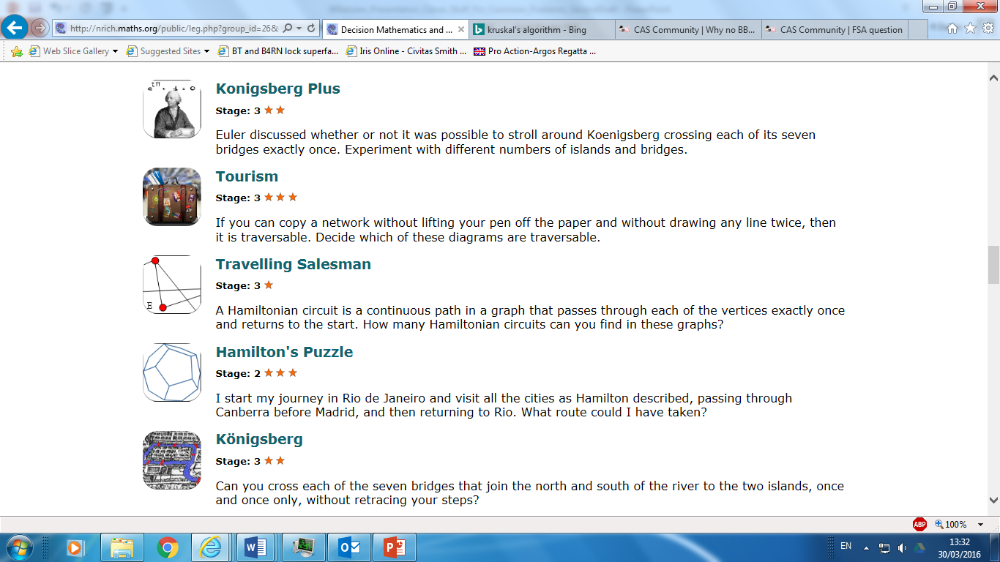 http://nrich.maths.org/public/leg.php?group_id=26&
Decision Mathematics and ...
kruskal's algorithm - Bing
CAS Community | Why no BB...
CAS Community | FSA question
Web Slice Gallery
Suggested Sites
BT and B4RN lock superfa...
Iris Online - Civitas Smith ...
Pro Action-Argos Regatta ...
Konigsberg Plus
Stage: 3
Euler discussed whether or not it was possible to stroll around Koenigsberg crossing each of its seven
bridges exactly once. Experiment with different numbers of islands and bridges.
Tourism
Stage: 3
If you can copy a network without lifting your pen off the paper and without drawing any line twice, then
it is traversable. Decide which of these diagrams are traversable.
Travelling Salesman
Stage: 3
E
A Hamiltonian circuit is a continuous path in a graph that passes through each of the vertices exactly once
and returns to the start. How many Hamiltonian circuits can you find in these graphs?
Hamilton's Puzzle
Stage: 2
I start my journey in Rio de Janeiro and visit all the cities as Hamilton described, passing through
Canberra before Madrid, and then returning to Rio. What route could I have taken?
Königsberg
Stage: 3
Can you cross each of the seven bridges that join the north and south of the river to the two islands, once
and once only, without retracing your steps?
ABP
100%
EN
13:32
30/03/2016